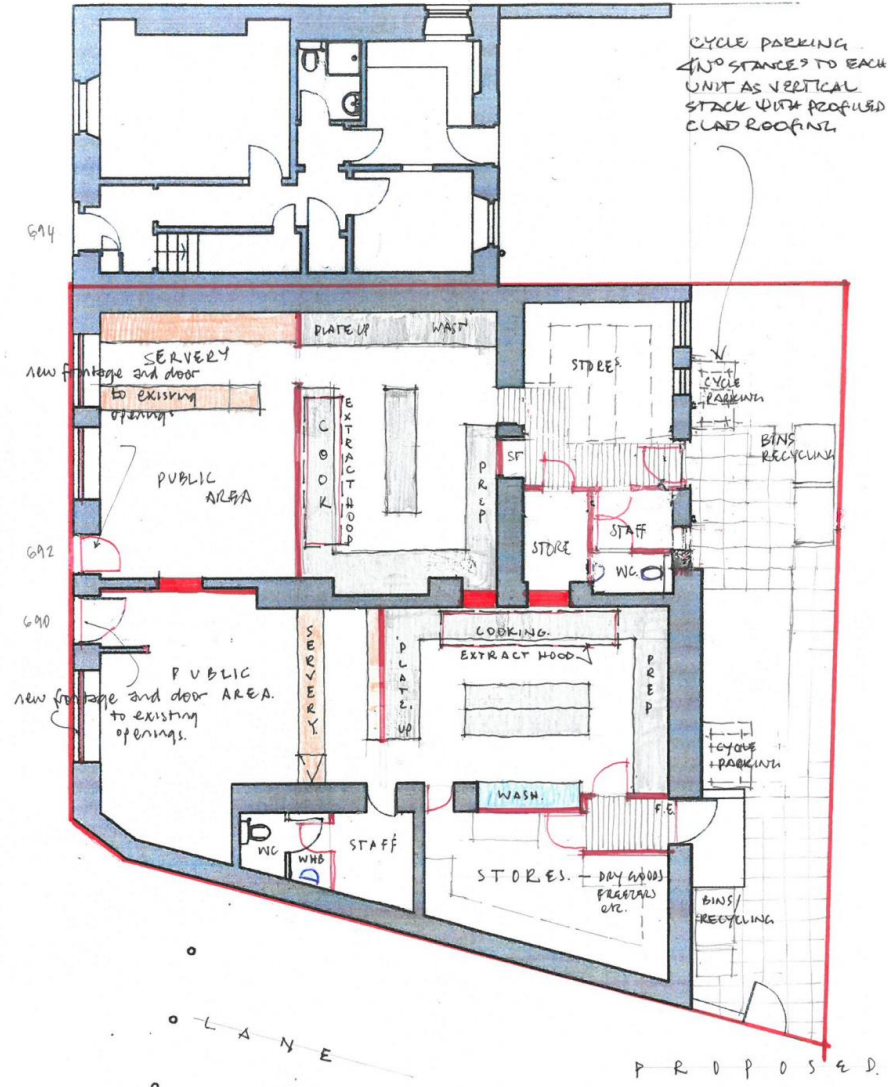 CYCLE PARKING
4Nº STANCES TO EACH
UNIT AS VERTICAL
STACK WITH PROFILED
CLAD ROOFING
694
PLATE UP
WASH
SERVERY
new frontage and door
to existing
openings
STORES.
CYCLE
PARKING
COOK
EXTRACT HOOD
PREP
ST
BINS
RECYCLING
PUBLIC
AREA
STORE
STAFF
WC.
692
690
COOKING.
EXTRACT HOOD
SERVERY.
PLATE UP
PREP
PUBLIC
AREA.
new frontage and door
to existing
openings.
CYCLE
PARKING
WASH.
F.E.
WC
WHB
STAFF
STORES. — DRY GOODS
FREEZERS
etc.
BINS/
RECYCLING
LANE
PROPOSED.